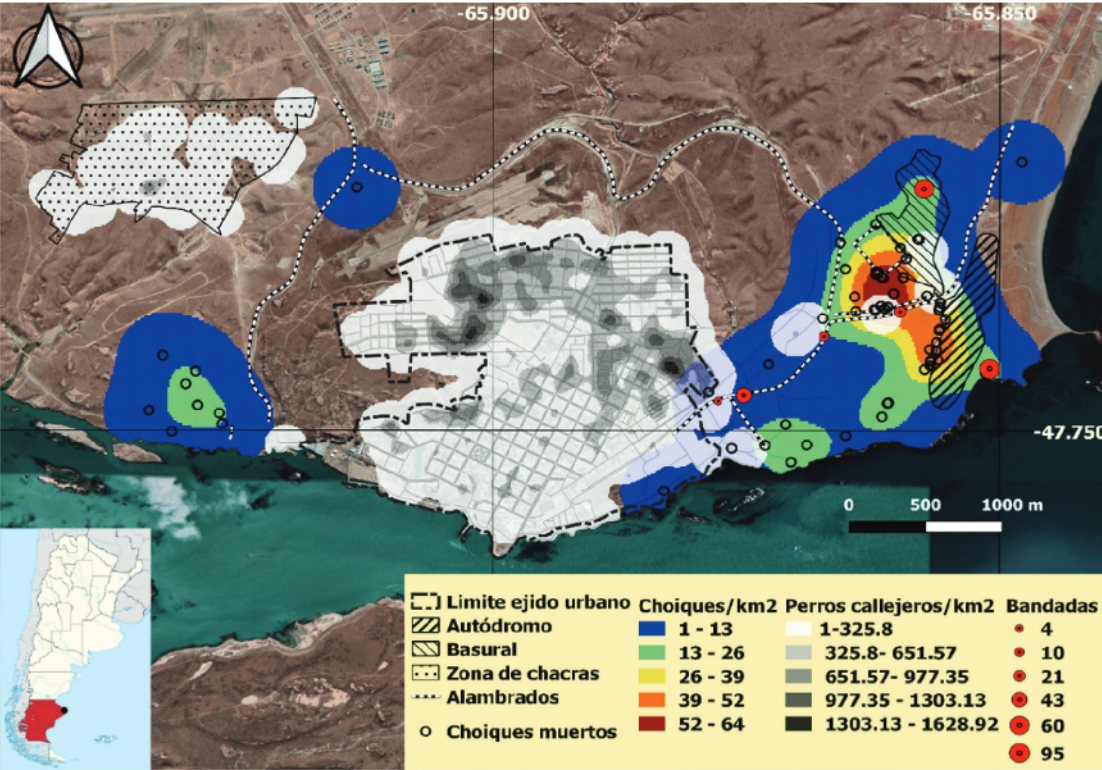 -65.900
-65.850
-47.750
0 500 1000 m
Limite ejido urbano
Autódromo
Basural
Zona de chacras
Alambrados
Choiques muertos
Choiques/km2
1 - 13
13 - 26
26 - 39
39 - 52
52 - 64
Perros callejeros/km2
1-325.8
325.8- 651.57
651.57- 977.35
977.35 - 1303.13
1303.13 - 1628.92
Bandadas
4
10
21
43
60
95